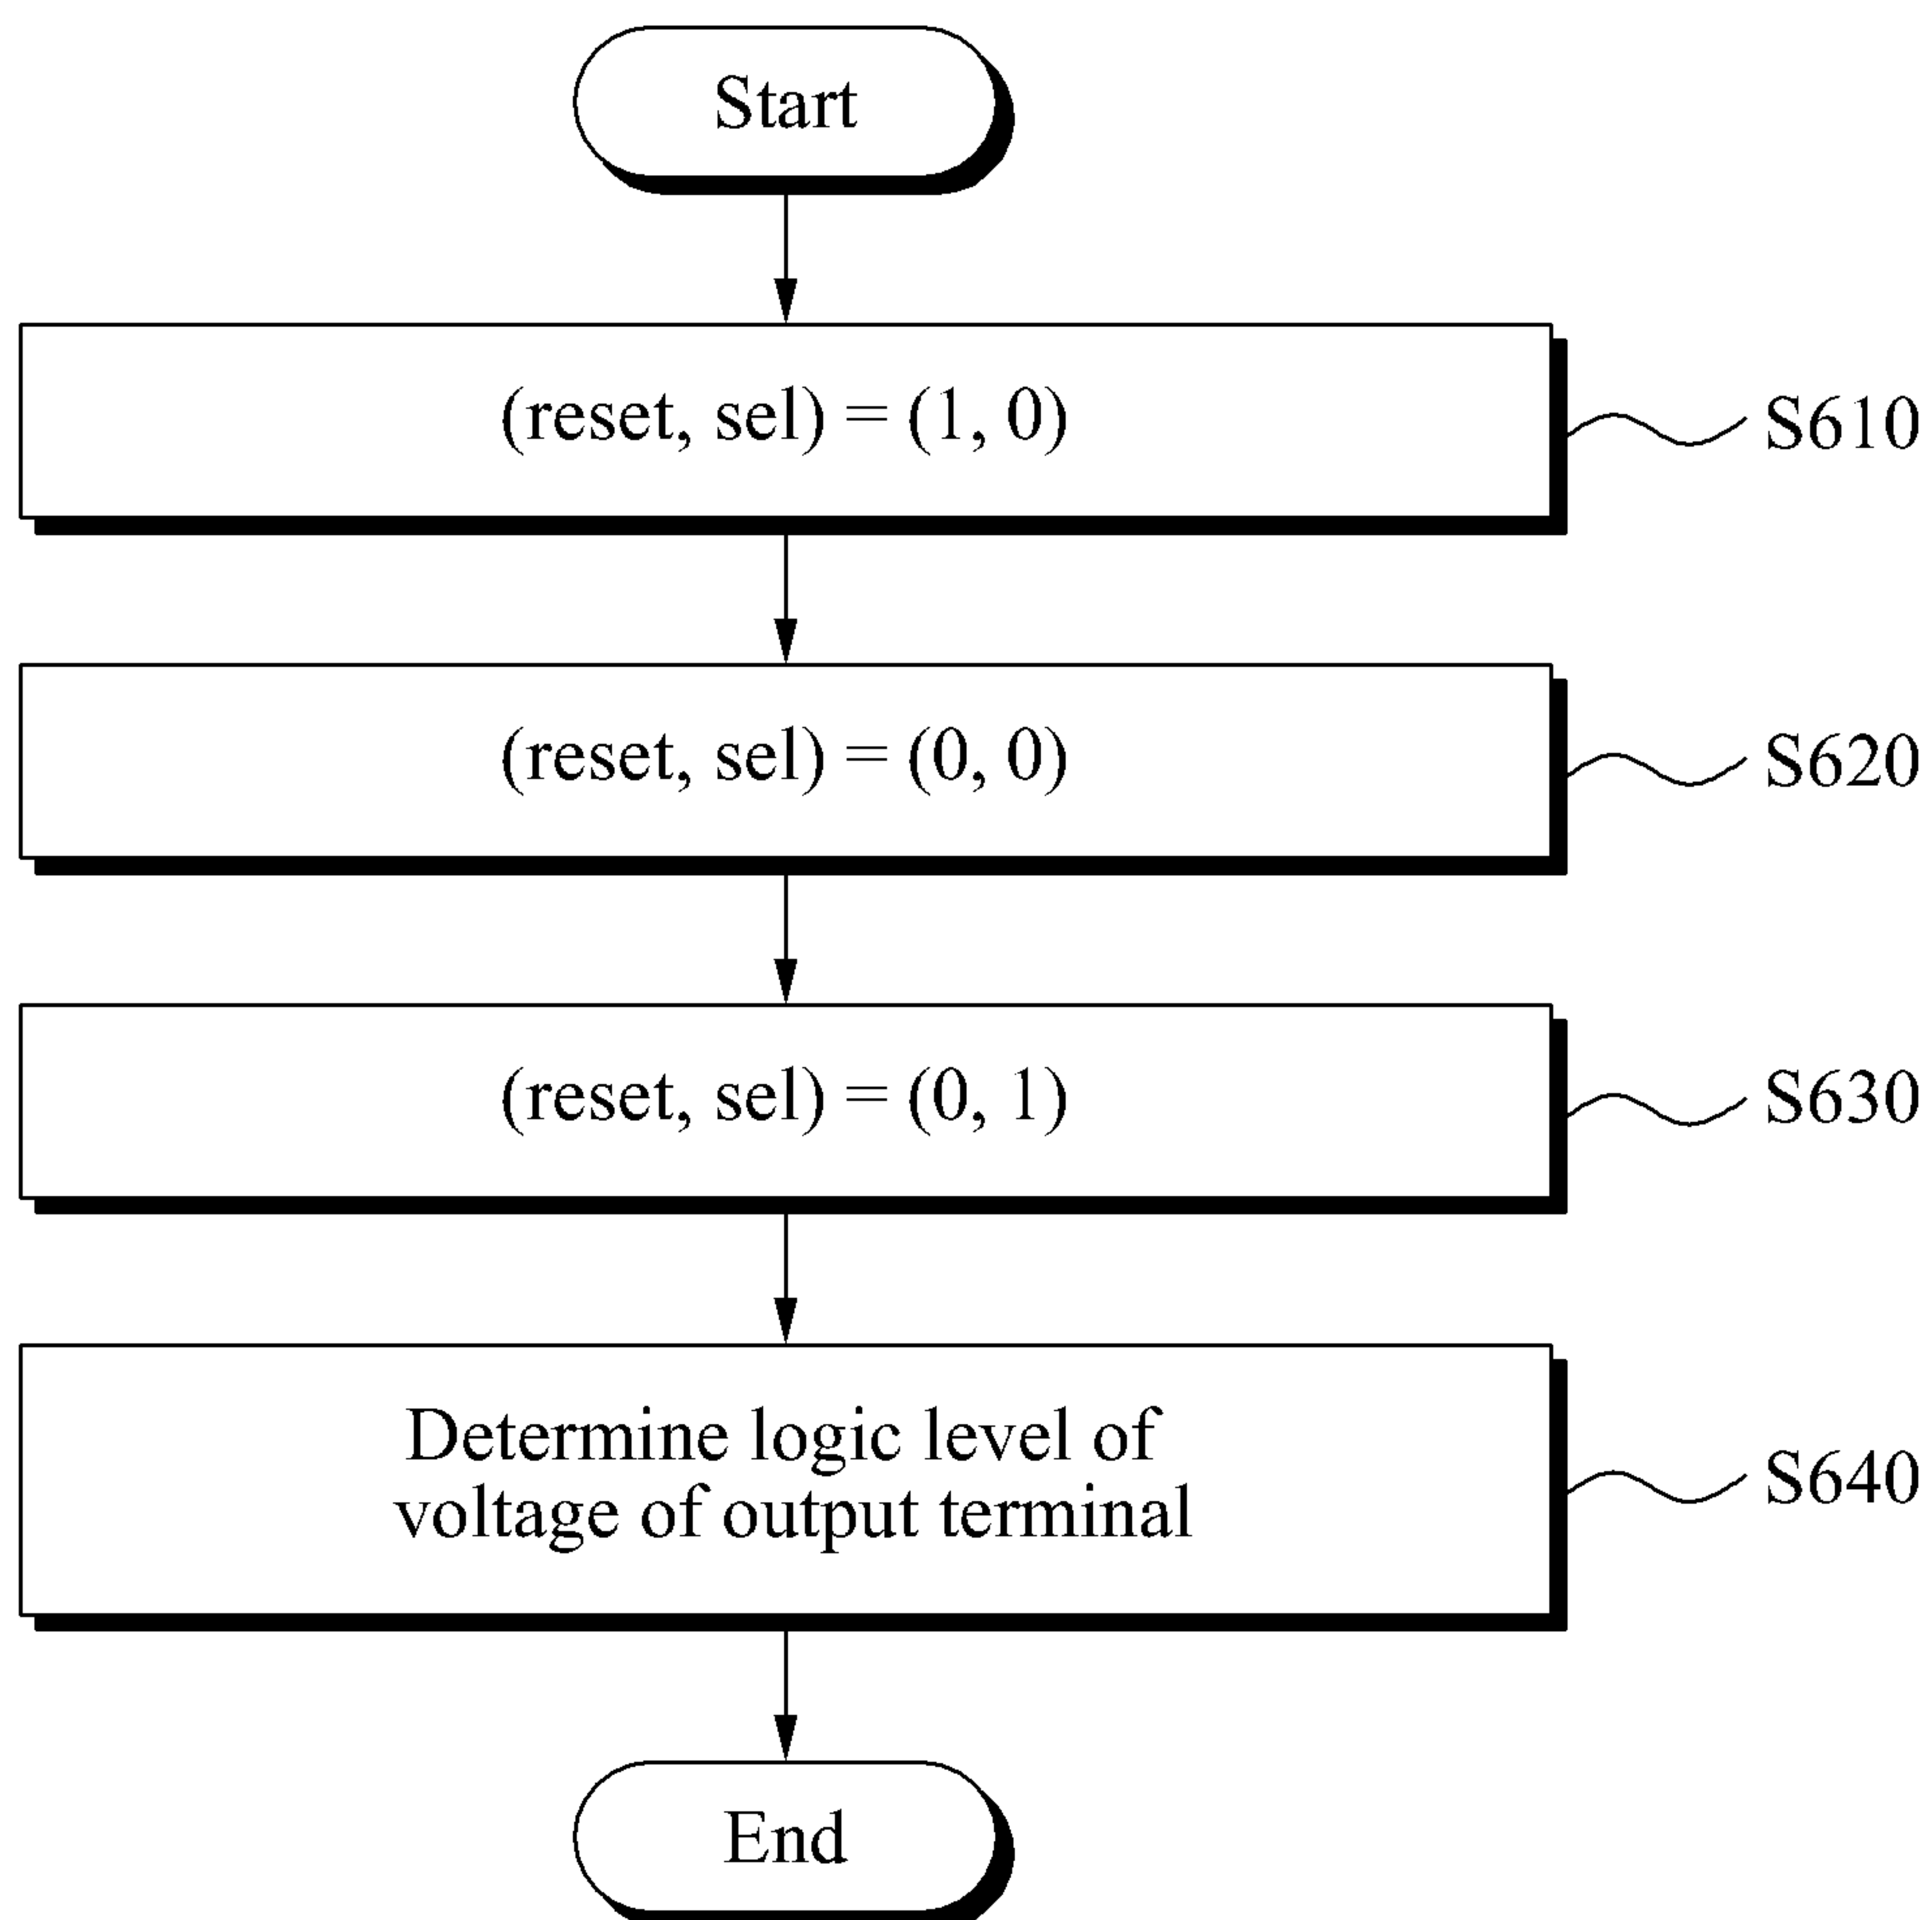 Start
(reset, sel) = (1, 0)
S610
(reset, sel) = (0, 0)
S620
(reset, sel) = (0, 1)
S630
Determine logic level of
voltage of output terminal
S640
End